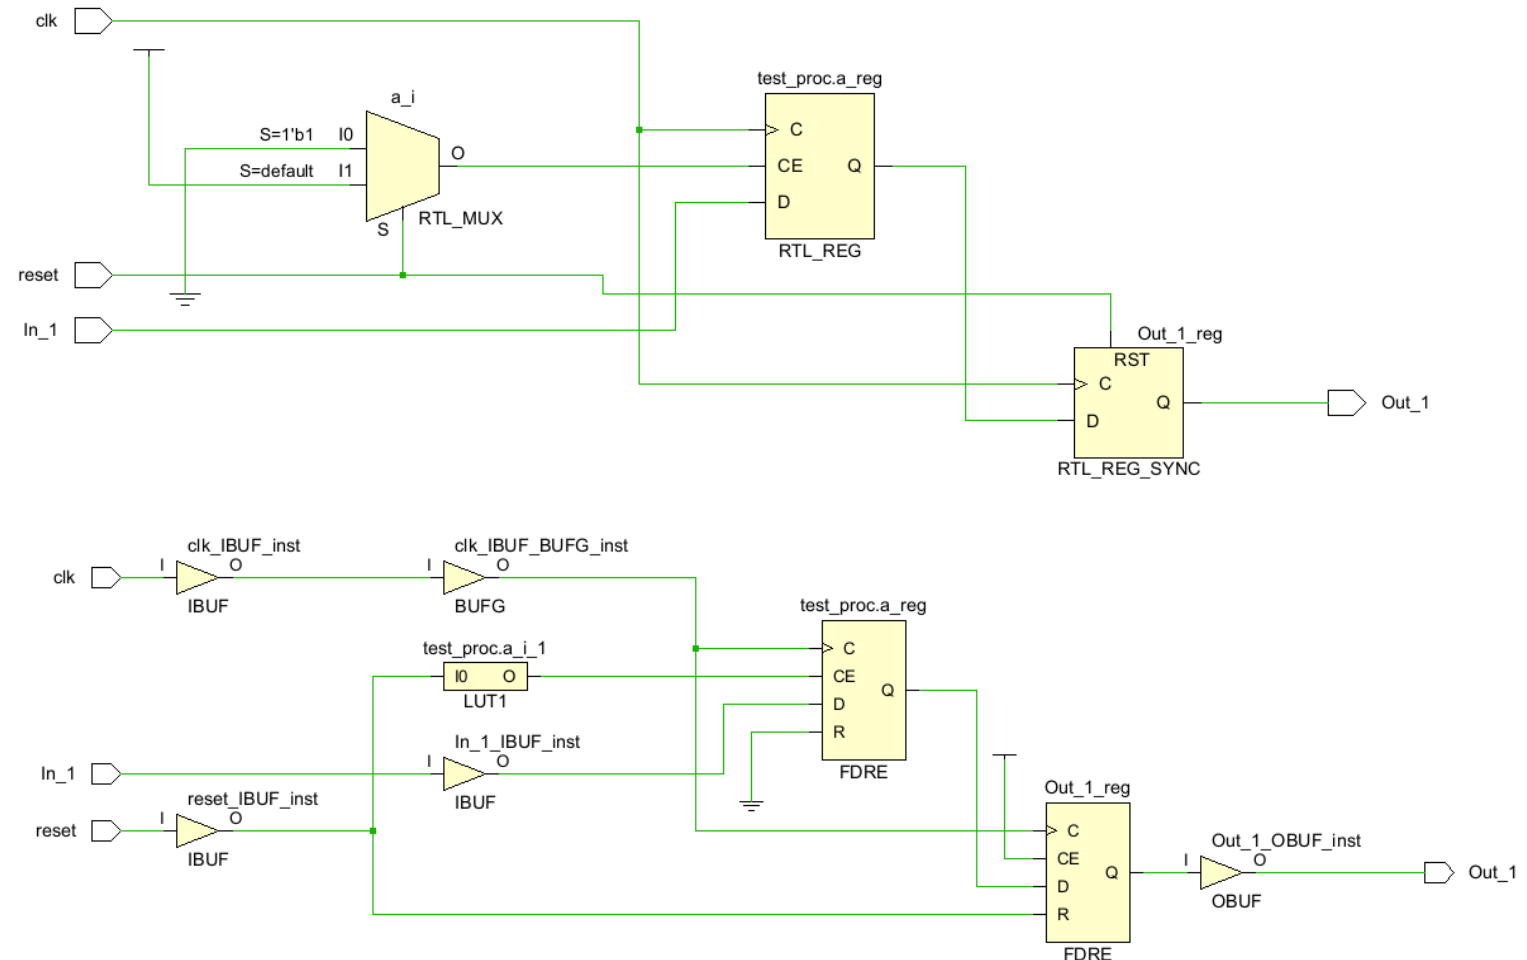 clk
test_proc.a_reg
a_i
S=1'b1 I0
C
O
S=default I1
CE Q
D
S RTL_MUX
RTL_REG
reset
In_1
Out_1_reg
RST
C
Q Out_1
D
RTL_REG_SYNC
clk_IBUF_inst clk_IBUF_BUFG_inst
I O I O
clk
IBUF BUFG
test_proc.a_reg
test_proc.a_i_1
C
I0 O
CE
Q
LUT1
D
R
In_1_IBUF_inst
I O
In_1
FDRE
IBUF
reset_IBUF_inst
Out_1_reg
I O
reset
C
IBUF
Out_1_OBUF_inst
CE
I O
Q Out_1
D
OBUF
R
FDRE